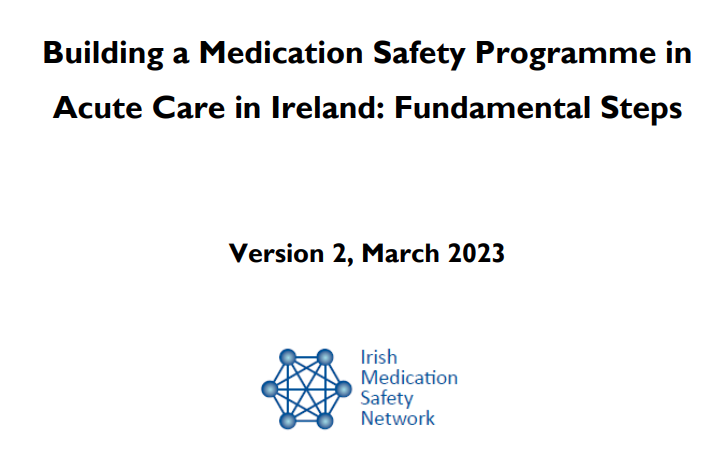 Building a Medication Safety Programme in
Acute Care in Ireland: Fundamental Steps
Version 2, March 2023
Irish
Medication
Safety
Network